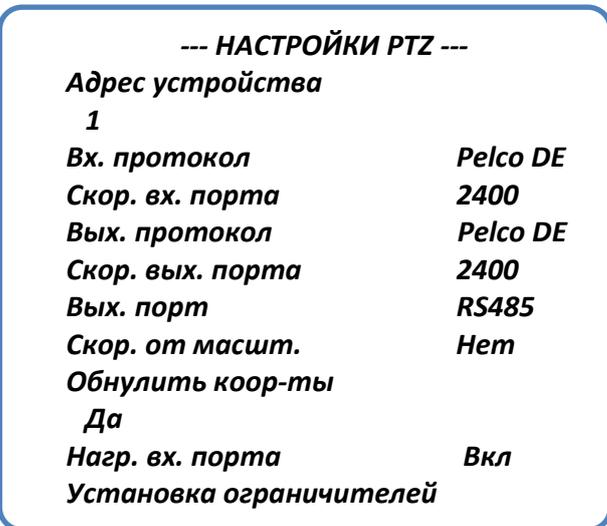 --- НАСТРОЙКИ PTZ ---
Адрес устройства
1
Вх. протокол Pelco DE
Скор. вх. порта 2400
Вых. протокол Pelco DE
Скор. вых. порта 2400
Вых. порт RS485
Скор. от масшт. Нет
Обнулить коор-ты
Да
Нагр. вх. порта Вкл
Установка ограничителей